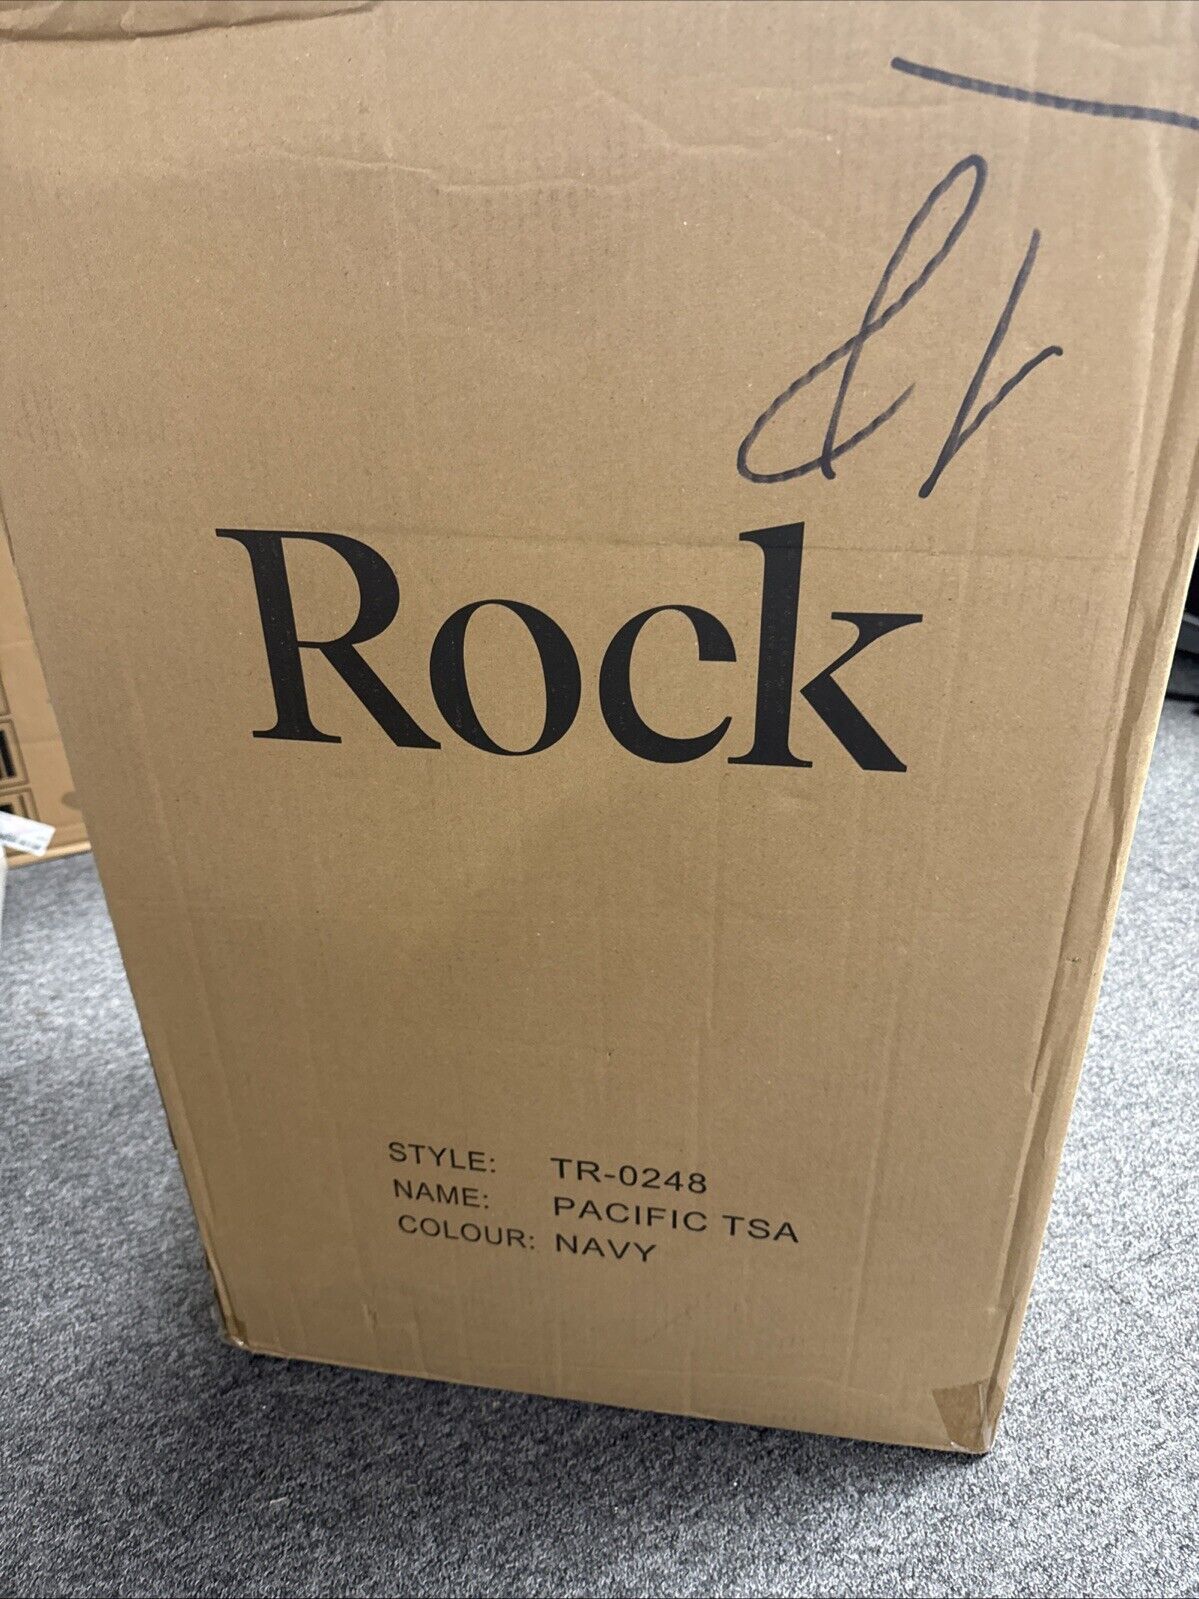 Rock
STYLE: TR-0248
NAME: PACIFIC TSA
COLOUR: NAVY